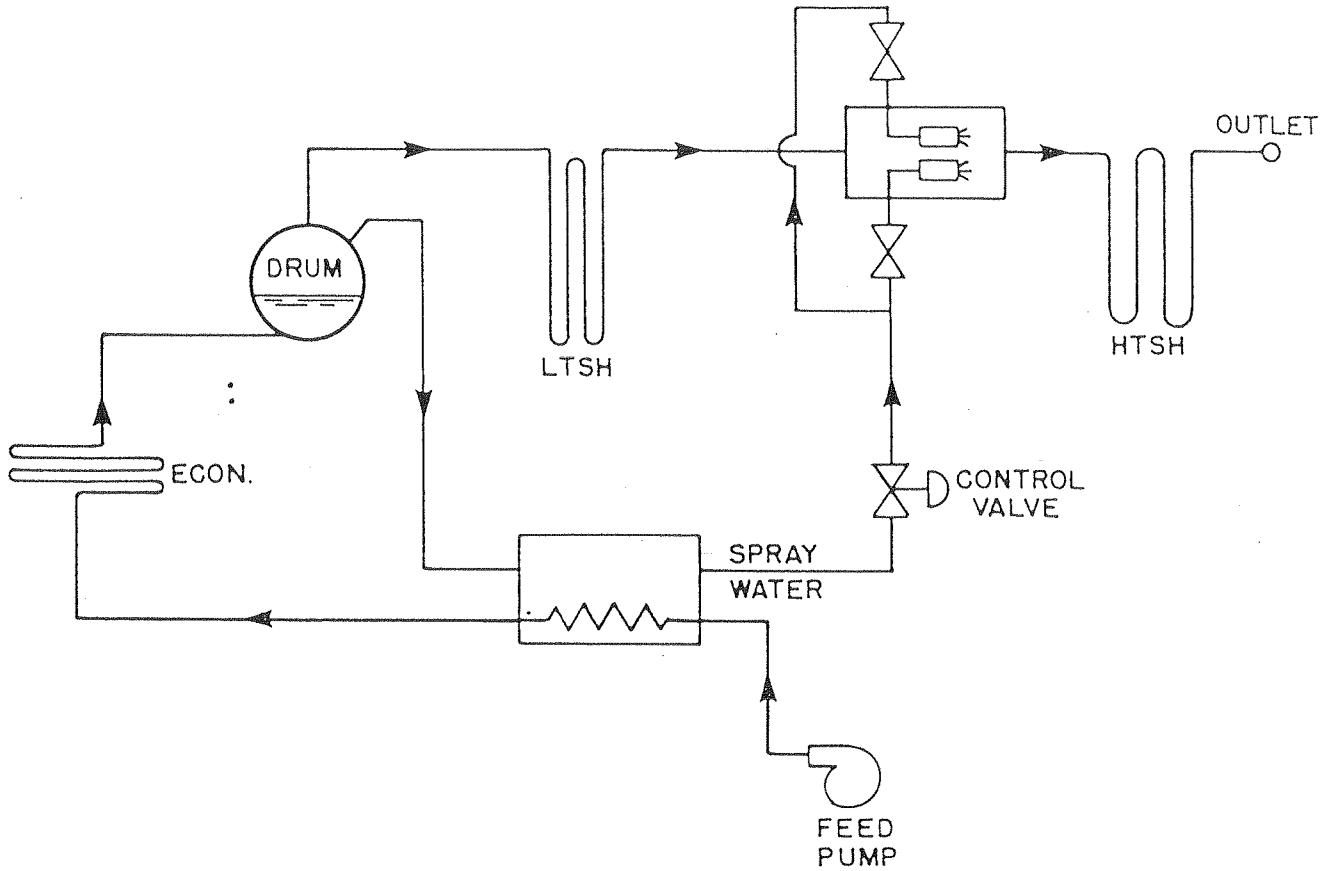 OUTLET
DRUM
LTSH
HTSH
ECON.
CONTROL
VALVE
SPRAY
WATER
FEED
PUMP